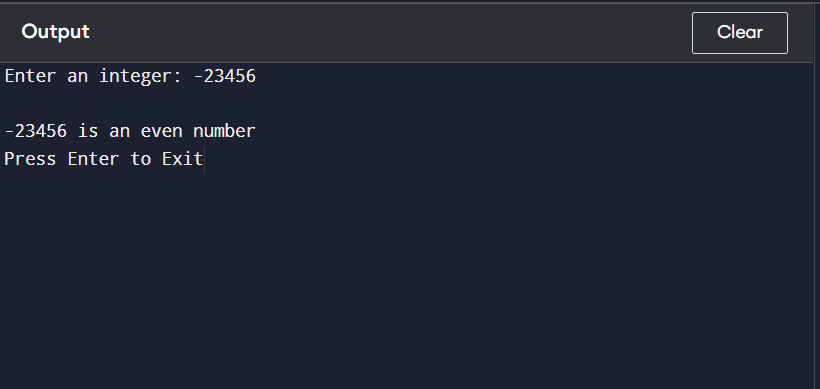 Output
Clear
Enter an integer: -23456
-23456 is an even number
Press Enter to Exit